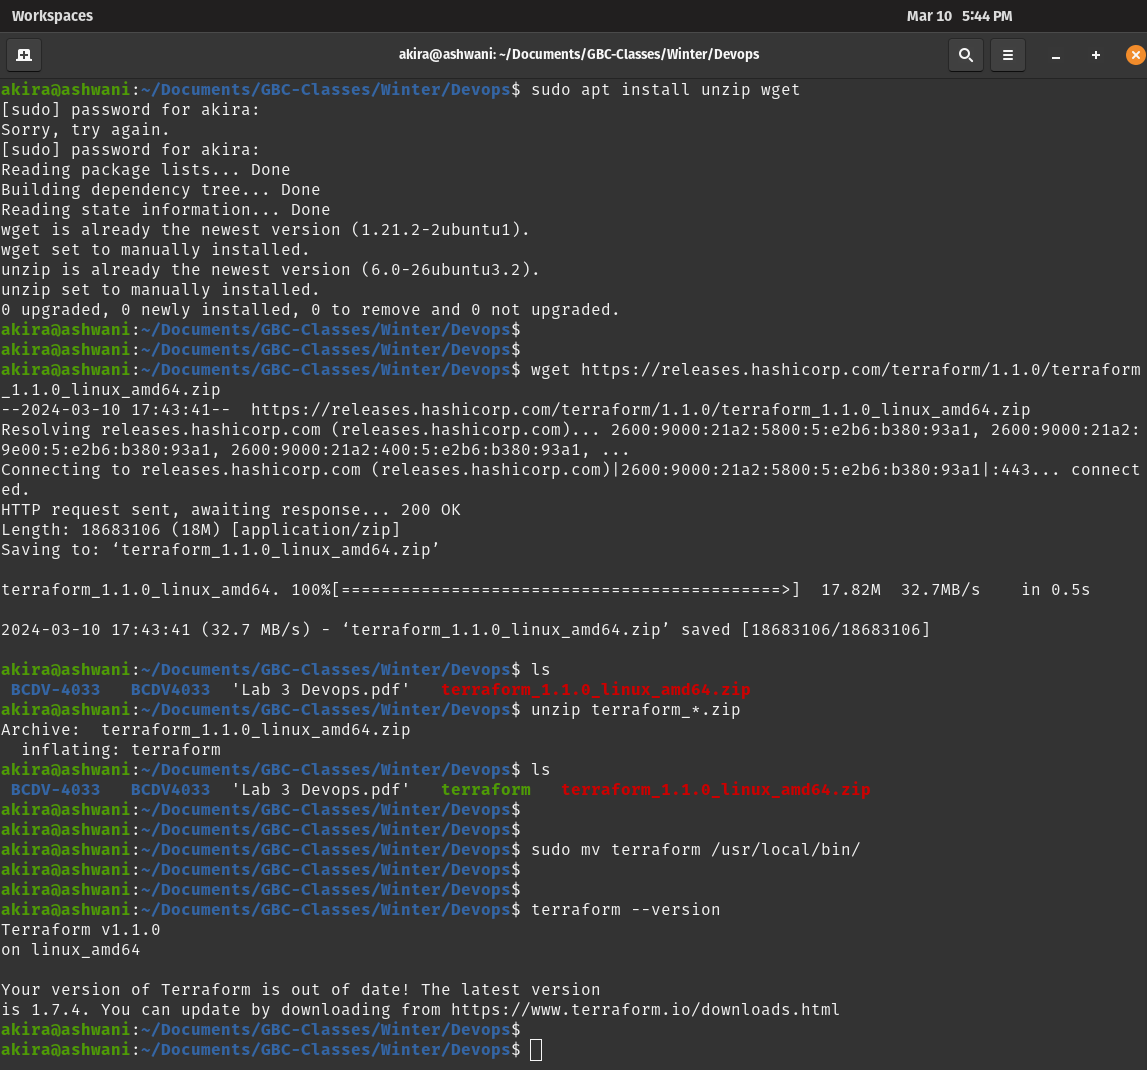 Workspaces Mar 10 5:44 PM
akira@ashwani: ~/Documents/GBC-Classes/Winter/Devops
akira@ashwani:~/Documents/GBC-Classes/Winter/Devops$ sudo apt install unzip wget
[sudo] password for akira:
Sorry, try again.
[sudo] password for akira:
Reading package lists... Done
Building dependency tree... Done
Reading state information... Done
wget is already the newest version (1.21.2-2ubuntu1).
wget set to manually installed.
unzip is already the newest version (6.0-26ubuntu3.2).
unzip set to manually installed.
0 upgraded, 0 newly installed, 0 to remove and 0 not upgraded.
akira@ashwani:~/Documents/GBC-Classes/Winter/Devops$
akira@ashwani:~/Documents/GBC-Classes/Winter/Devops$
akira@ashwani:~/Documents/GBC-Classes/Winter/Devops$ wget https://releases.hashicorp.com/terraform/1.1.0/terraform
_1.1.0_linux_amd64.zip
--2024-03-10 17:43:41--  https://releases.hashicorp.com/terraform/1.1.0/terraform_1.1.0_linux_amd64.zip
Resolving releases.hashicorp.com (releases.hashicorp.com)... 2600:9000:21a2:5800:5:e2b6:b380:93a1, 2600:9000:21a2:
9e00:5:e2b6:b380:93a1, 2600:9000:21a2:400:5:e2b6:b380:93a1, ...
Connecting to releases.hashicorp.com (releases.hashicorp.com)|2600:9000:21a2:5800:5:e2b6:b380:93a1|:443... connect
ed.
HTTP request sent, awaiting response... 200 OK
Length: 18683106 (18M) [application/zip]
Saving to: ‘terraform_1.1.0_linux_amd64.zip’
terraform_1.1.0_linux_amd64. 100%[============================================>]  17.82M  32.7MB/s    in 0.5s
2024-03-10 17:43:41 (32.7 MB/s) - ‘terraform_1.1.0_linux_amd64.zip’ saved [18683106/18683106]
akira@ashwani:~/Documents/GBC-Classes/Winter/Devops$ ls
BCDV-4033   BCDV4033  'Lab 3 Devops.pdf'   terraform_1.1.0_linux_amd64.zip
akira@ashwani:~/Documents/GBC-Classes/Winter/Devops$ unzip terraform_*.zip
Archive:  terraform_1.1.0_linux_amd64.zip
inflating: terraform
akira@ashwani:~/Documents/GBC-Classes/Winter/Devops$ ls
BCDV-4033   BCDV4033  'Lab 3 Devops.pdf'   terraform   terraform_1.1.0_linux_amd64.zip
akira@ashwani:~/Documents/GBC-Classes/Winter/Devops$
akira@ashwani:~/Documents/GBC-Classes/Winter/Devops$
akira@ashwani:~/Documents/GBC-Classes/Winter/Devops$ sudo mv terraform /usr/local/bin/
akira@ashwani:~/Documents/GBC-Classes/Winter/Devops$
akira@ashwani:~/Documents/GBC-Classes/Winter/Devops$
akira@ashwani:~/Documents/GBC-Classes/Winter/Devops$ terraform --version
Terraform v1.1.0
on linux_amd64
Your version of Terraform is out of date! The latest version
is 1.7.4. You can update by downloading from https://www.terraform.io/downloads.html
akira@ashwani:~/Documents/GBC-Classes/Winter/Devops$
akira@ashwani:~/Documents/GBC-Classes/Winter/Devops$